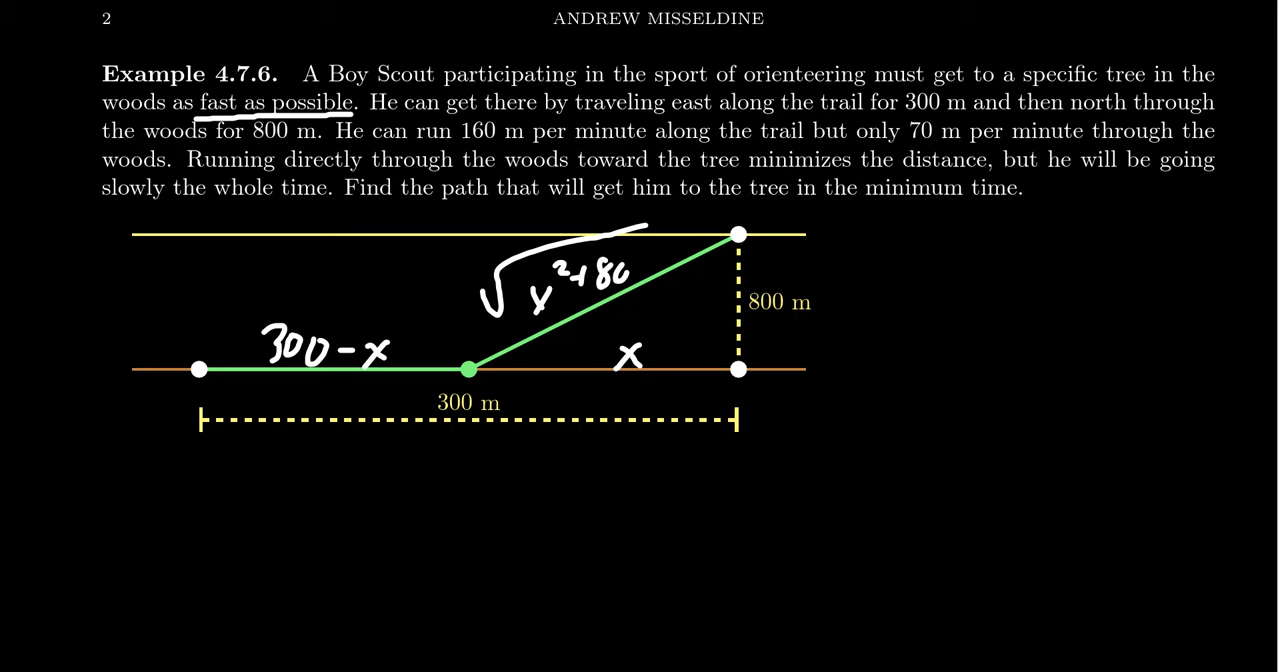 2
ANDREW MISSELDINE
Example 4.7.6. A Boy Scout participating in the sport of orienteering must get to a specific tree in the
woods as fast as possible. He can get there by traveling east along the trail for 300 m and then north through
the woods for 800 m. He can run 160 m per minute along the trail but only 70 m per minute through the
woods. Running directly through the woods toward the tree minimizes the distance, but he will be going
slowly the whole time. Find the path that will get him to the tree in the minimum time.
√x²+80
800 m
300-x
x
300 m